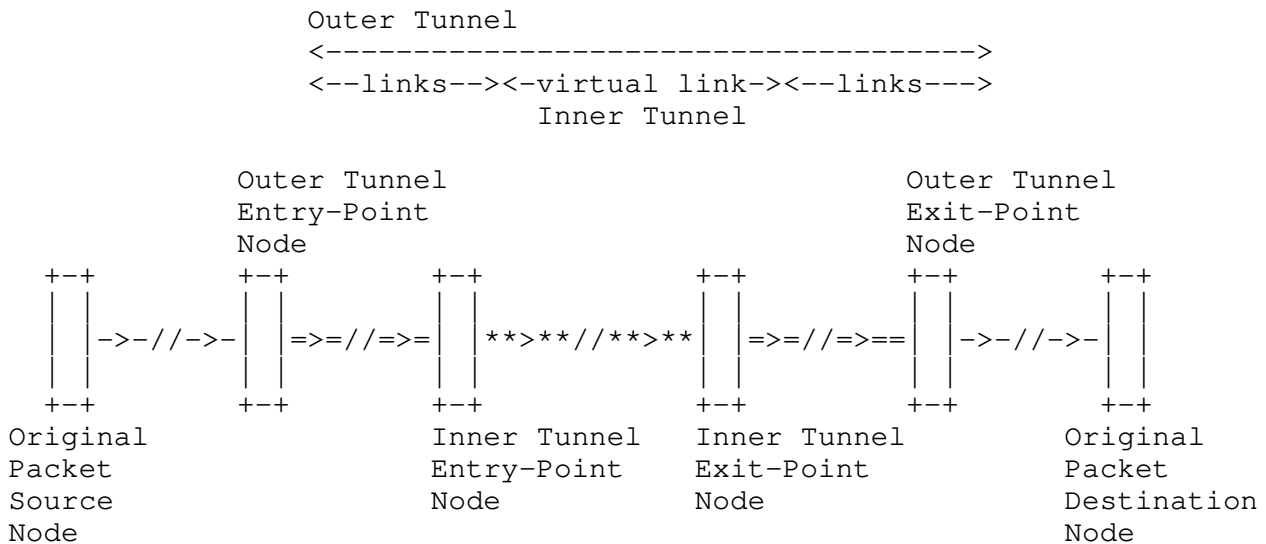 Outer Tunnel
<------------------------------------->
<--links--><-virtual link-><--links--->
Inner Tunnel
Outer Tunnel Outer Tunnel
Entry-Point Exit-Point
Node Node
+-+ +-+ +-+ +-+ +-+ +-+
| | | | | | | | | | | |
| |->-//->-| |=>=//=>=| |**>**//**>**| |=>=//=>==| |->-//->-| |
| | | | | | | | | | | |
+-+ +-+ +-+ +-+ +-+ +-+
Original Inner Tunnel Inner Tunnel Original
Packet Entry-Point Exit-Point Packet
Source Node Node Destination
Node Node